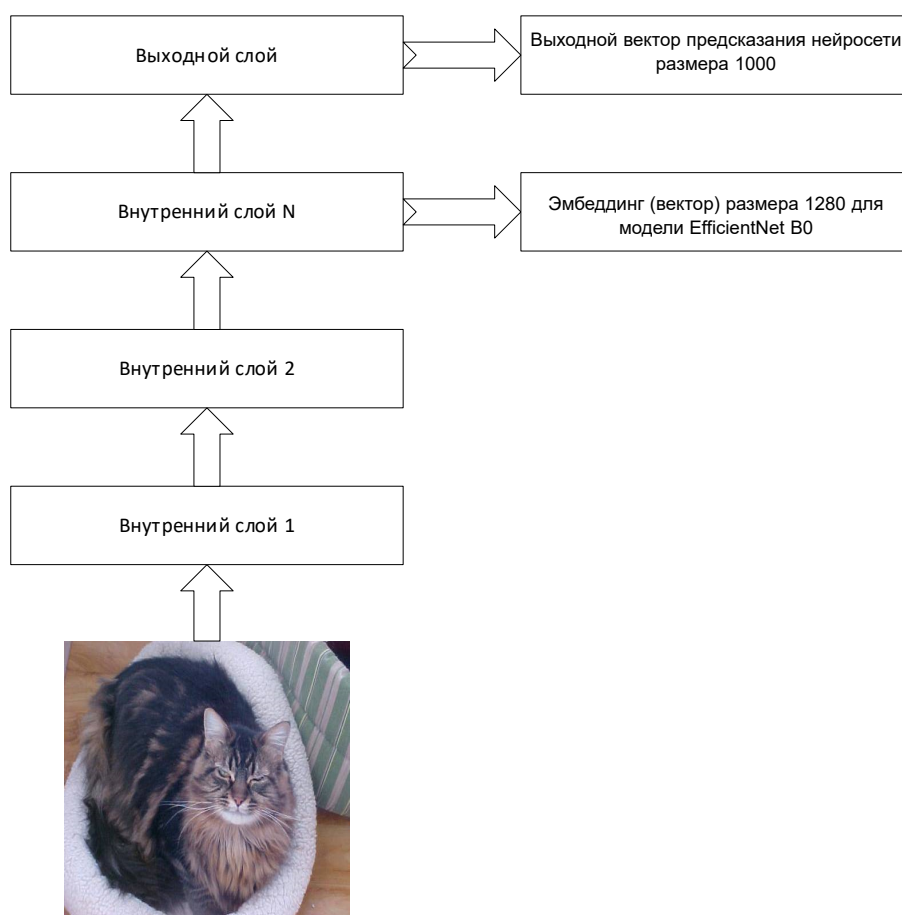 Выходной слой
Выходной вектор предсказания нейросети
размера 1000
Внутренний слой N
Эмбеддинг (вектор) размера 1280 для
модели EfficientNet B0
Внутренний слой 2
Внутренний слой 1